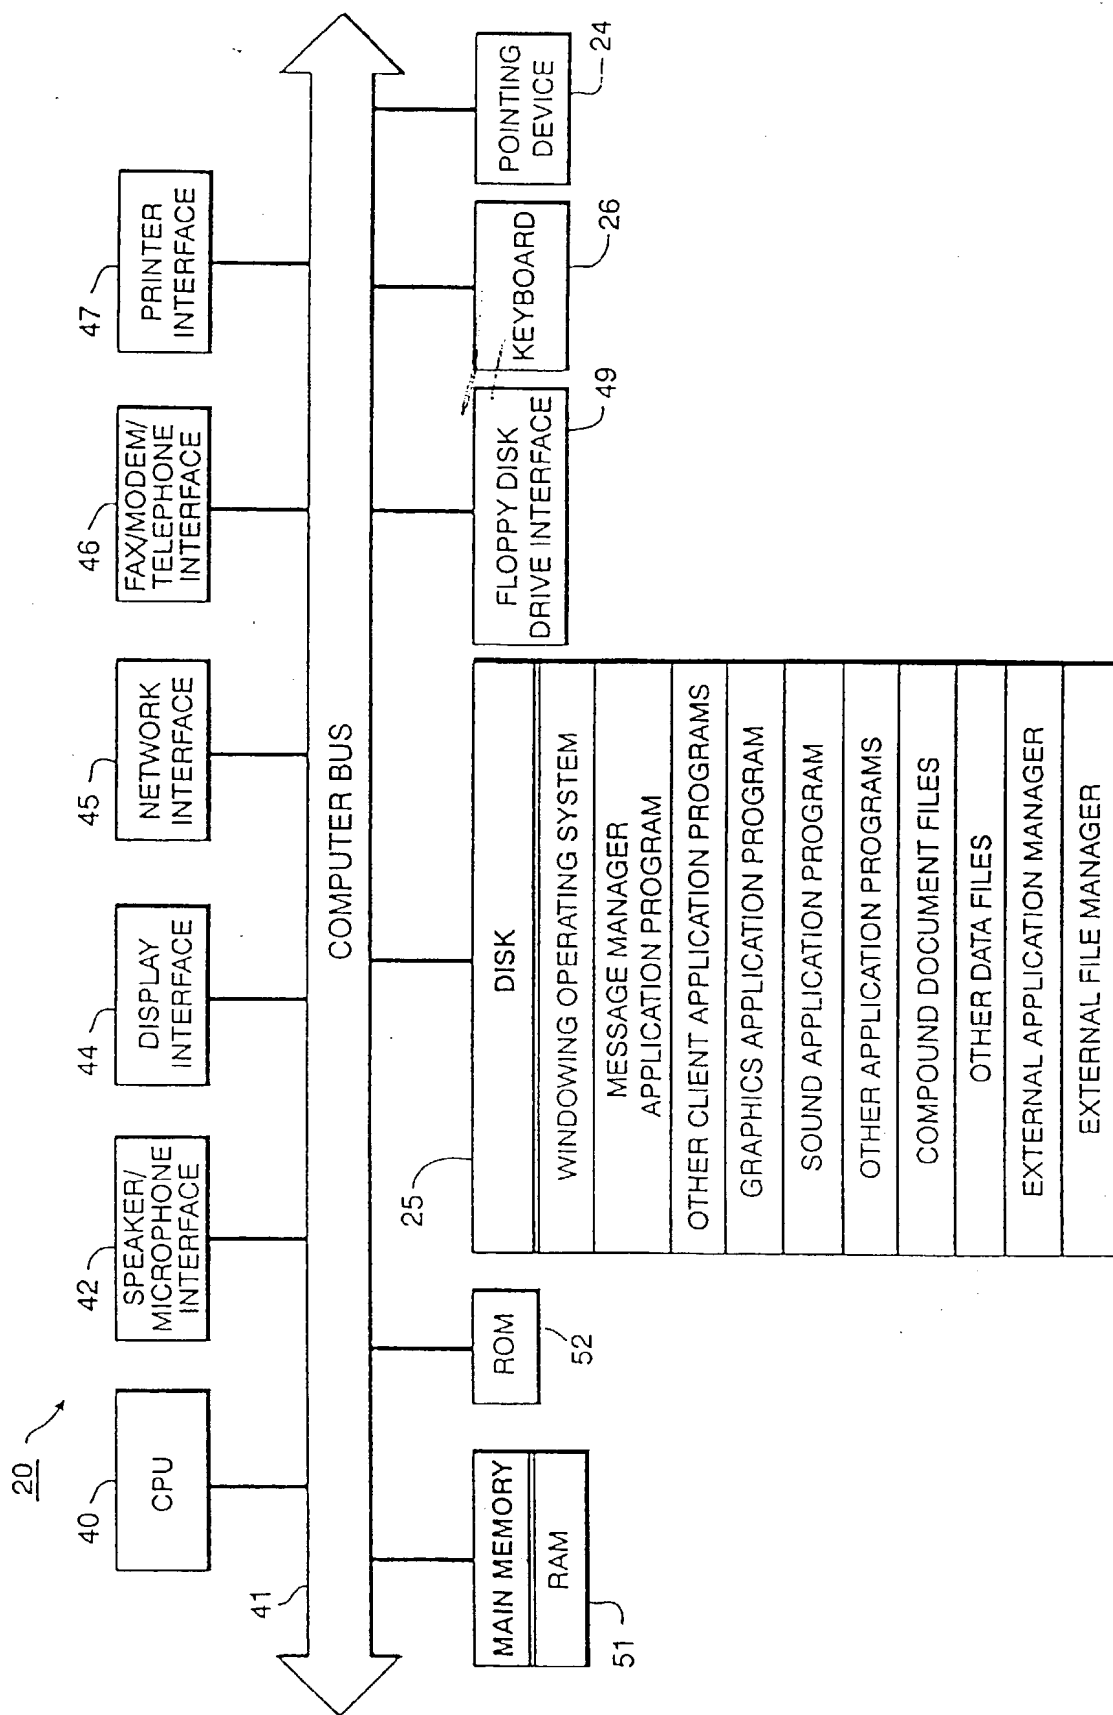 20
40
CPU
42
SPEAKER/
MICROPHONE
INTERFACE
44
DISPLAY
INTERFACE
45
NETWORK
INTERFACE
46
FAX/MODEM/
TELEPHONE
INTERFACE
47
PRINTER
INTERFACE
41
COMPUTER BUS
MAIN MEMORY
RAM
51
ROM
52
25
DISK
WINDOWING OPERATING SYSTEM
MESSAGE MANAGER
APPLICATION PROGRAM
OTHER CLIENT APPLICATION PROGRAMS
GRAPHICS APPLICATION PROGRAM
SOUND APPLICATION PROGRAM
OTHER APPLICATION PROGRAMS
COMPOUND DOCUMENT FILES
OTHER DATA FILES
EXTERNAL APPLICATION MANAGER
EXTERNAL FILE MANAGER
FLOPPY DISK
DRIVE INTERFACE
49
KEYBOARD
26
POINTING
DEVICE
24